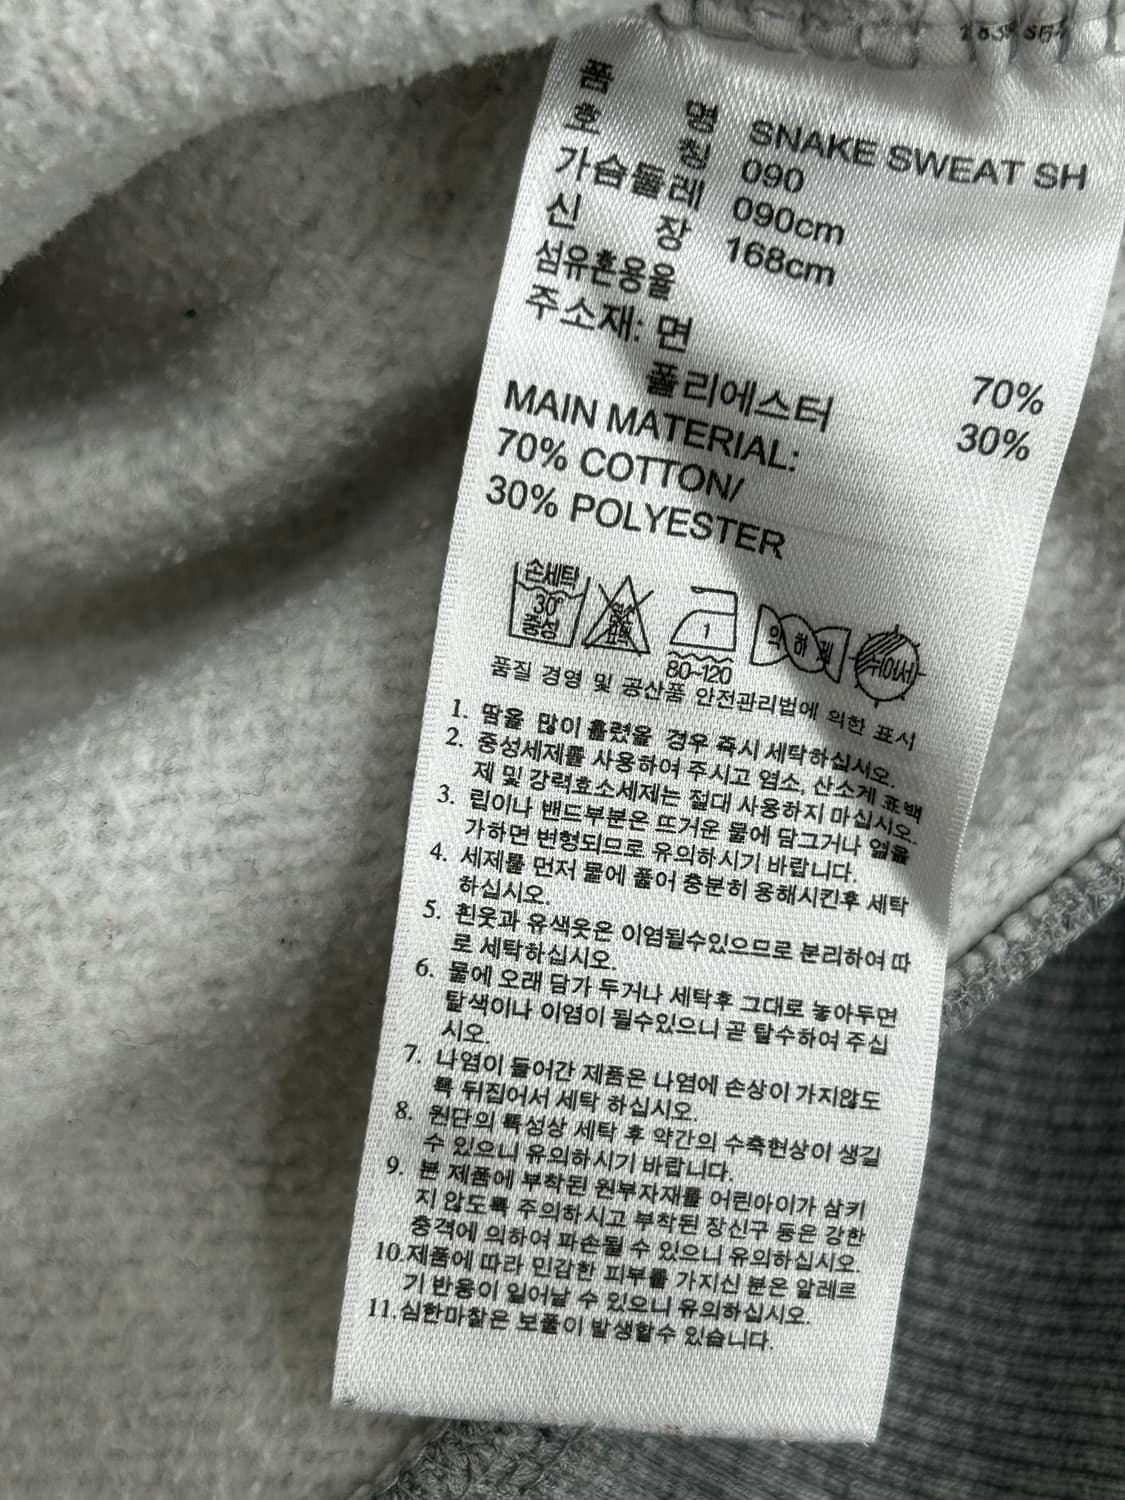 품 명 SNAKE SWEAT SH
호 칭 090
가슴둘레 090cm
신 장 168cm
섬유혼용율
주소재: 면 70%
폴리에스터 30%
MAIN MATERIAL:
70% COTTON/
30% POLYESTER
손세탁 30° 중성 1 80~120 약 하 게 뉘어서
품질 경영 및 공산품 안전관리법에 의한 표시
1. 땀을 많이 흘렸을 경우 즉시 세탁하십시오.
2. 중성세제를 사용하여 주시고 염소, 산소계 표백
제 및 강력효소세제는 절대 사용하지 마십시오.
3. 립이나 밴드부분은 뜨거운 물에 담그거나 열을
가하면 변형되므로 유의하시기 바랍니다.
4. 세제를 먼저 물에 풀어 충분히 용해시킨후 세탁
하십시오.
5. 흰옷과 유색옷은 이염될수있으므로 분리하여 따
로 세탁하십시오.
6. 물에 오래 담가 두거나 세탁후 그대로 놓아두면
탈색이나 이염이 될수있으니 곧 탈수하여 주십
시오.
7. 나염이 들어간 제품은 나염에 손상이 가지않도
록 뒤집어서 세탁 하십시오.
8. 원단의 특성상 세탁 후 약간의 수축현상이 생길
수 있으니 유의하시기 바랍니다.
9. 본 제품에 부착된 원부자재를 어린아이가 삼키
지 않도록 주의하시고 부착된 장신구 등은 강한
충격에 의하여 파손될 수 있으니 유의하십시오.
10.제품에 따라 민감한 피부를 가지신 분은 알레르
기 반응이 일어날 수 있으니 유의하십시오.
11.심한마찰은 보풀이 발생할수 있습니다.